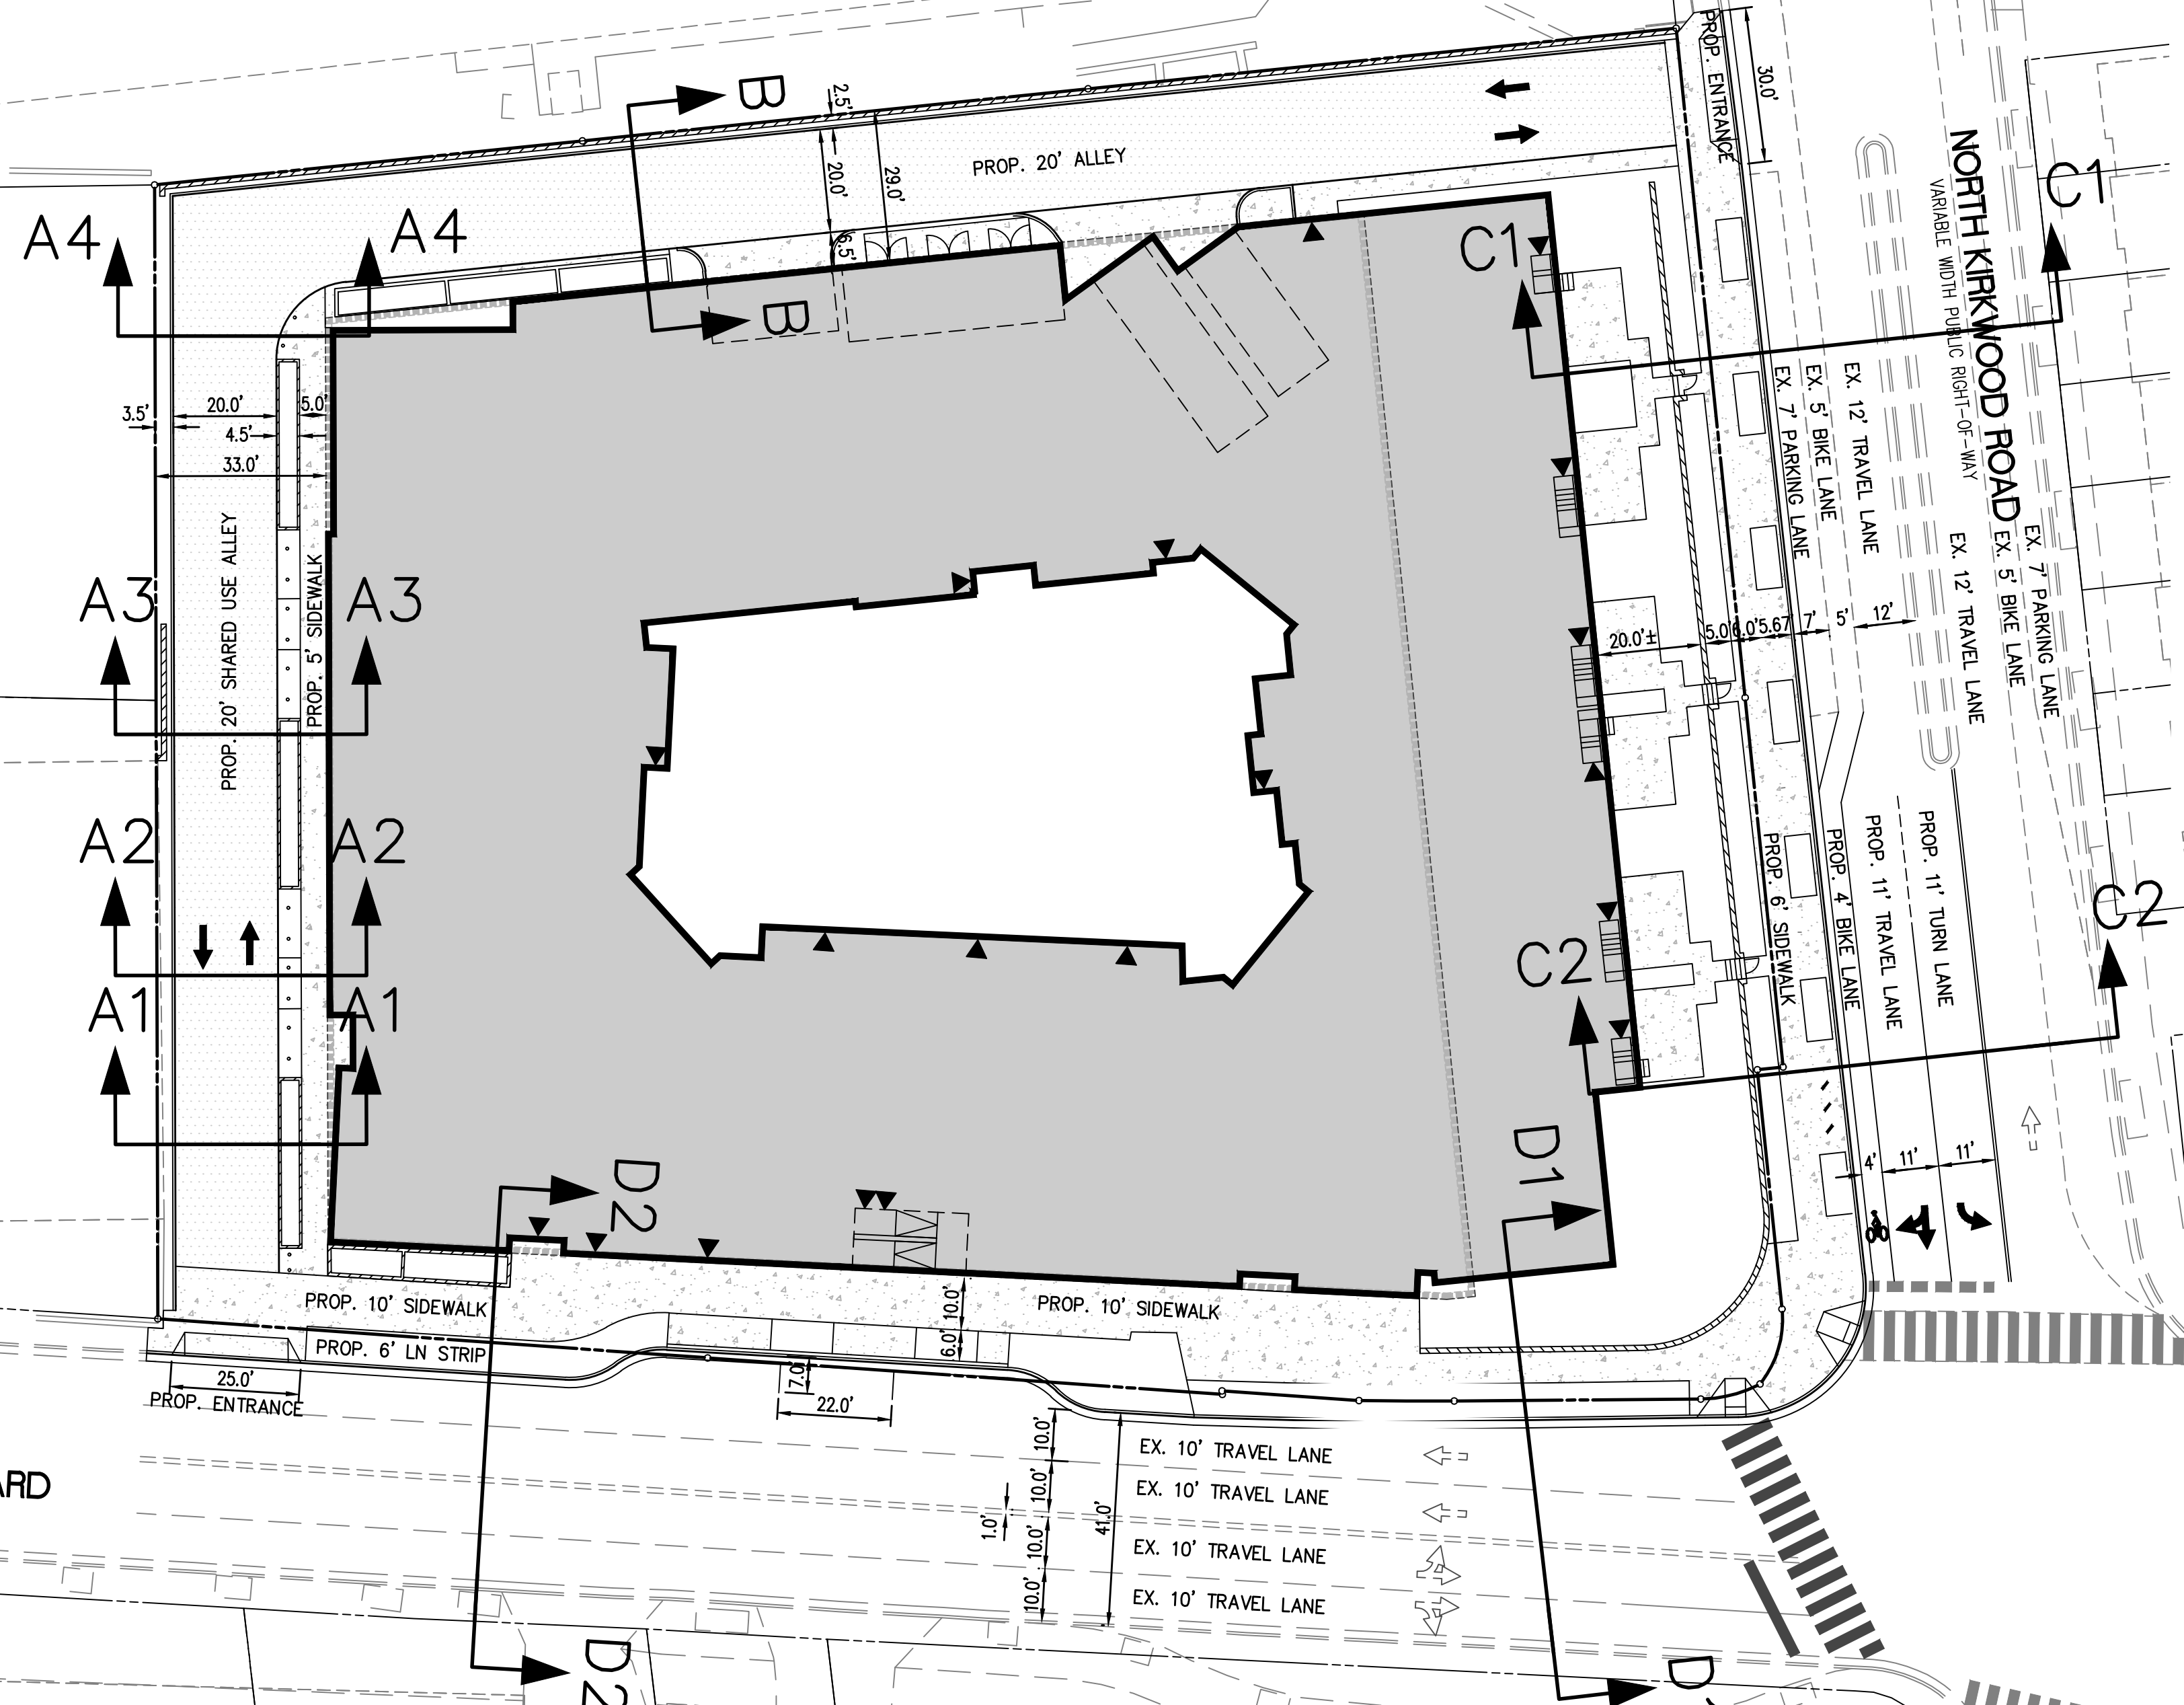 B
2.5'
20.0'
29.0'
6.5'
B
PROP. 20' ALLEY
PROP. ENTRANCE
30.0'
NORTH KIRKWOOD ROAD
VARIABLE WIDTH PUBLIC RIGHT-OF-WAY
C1
C1
A4
A4
3.5'
20.0'
5.0'
4.5'
33.0'
PROP. 20' SHARED USE ALLEY
PROP. 5' SIDEWALK
A3
A3
A2
A2
A1
A1
EX. 7' PARKING LANE
EX. 5' BIKE LANE
EX. 12' TRAVEL LANE
EX. 12' TRAVEL LANE
EX. 5' BIKE LANE
EX. 7' PARKING LANE
20.0'±
5.0'
6.0'
5.67'
7'
5'
12'
PROP. 6' SIDEWALK
PROP. 4' BIKE LANE
PROP. 11' TRAVEL LANE
PROP. 11' TURN LANE
C2
C2
D1
4'
11'
11'
D2
PROP. 10' SIDEWALK
PROP. 6' LN STRIP
25.0'
PROP. ENTRANCE
10.0'
6.0'
PROP. 10' SIDEWALK
7.0'
22.0'
10.0'
10.0'
1.0'
10.0'
10.0'
41.0'
EX. 10' TRAVEL LANE
EX. 10' TRAVEL LANE
EX. 10' TRAVEL LANE
EX. 10' TRAVEL LANE
ARD
D2